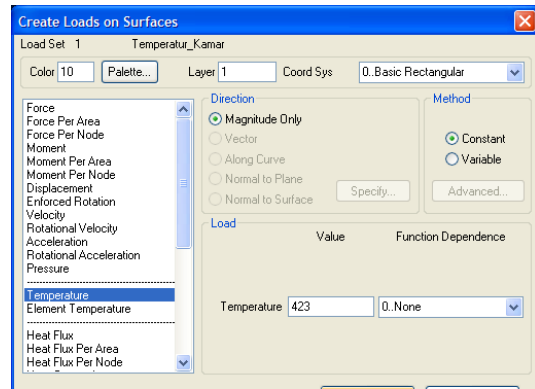 Create Loads on Surfaces
Load Set 1 Temperatur_Kamar
Color 10 Palette... Layer 1 Coord Sys 0..Basic Rectangular
Force
Force Per Area
Force Per Node
Moment
Moment Per Area
Moment Per Node
Displacement
Enforced Rotation
Velocity
Rotational Velocity
Acceleration
Rotational Acceleration
Pressure
Temperature
Element Temperature
Heat Flux
Heat Flux Per Area
Heat Flux Per Node
Direction
Magnitude Only
Vector
Along Curve
Normal to Plane
Normal to Surface
Specify...
Method
Constant
Variable
Advanced...
Load
Value Function Dependence
Temperature 423 0..None